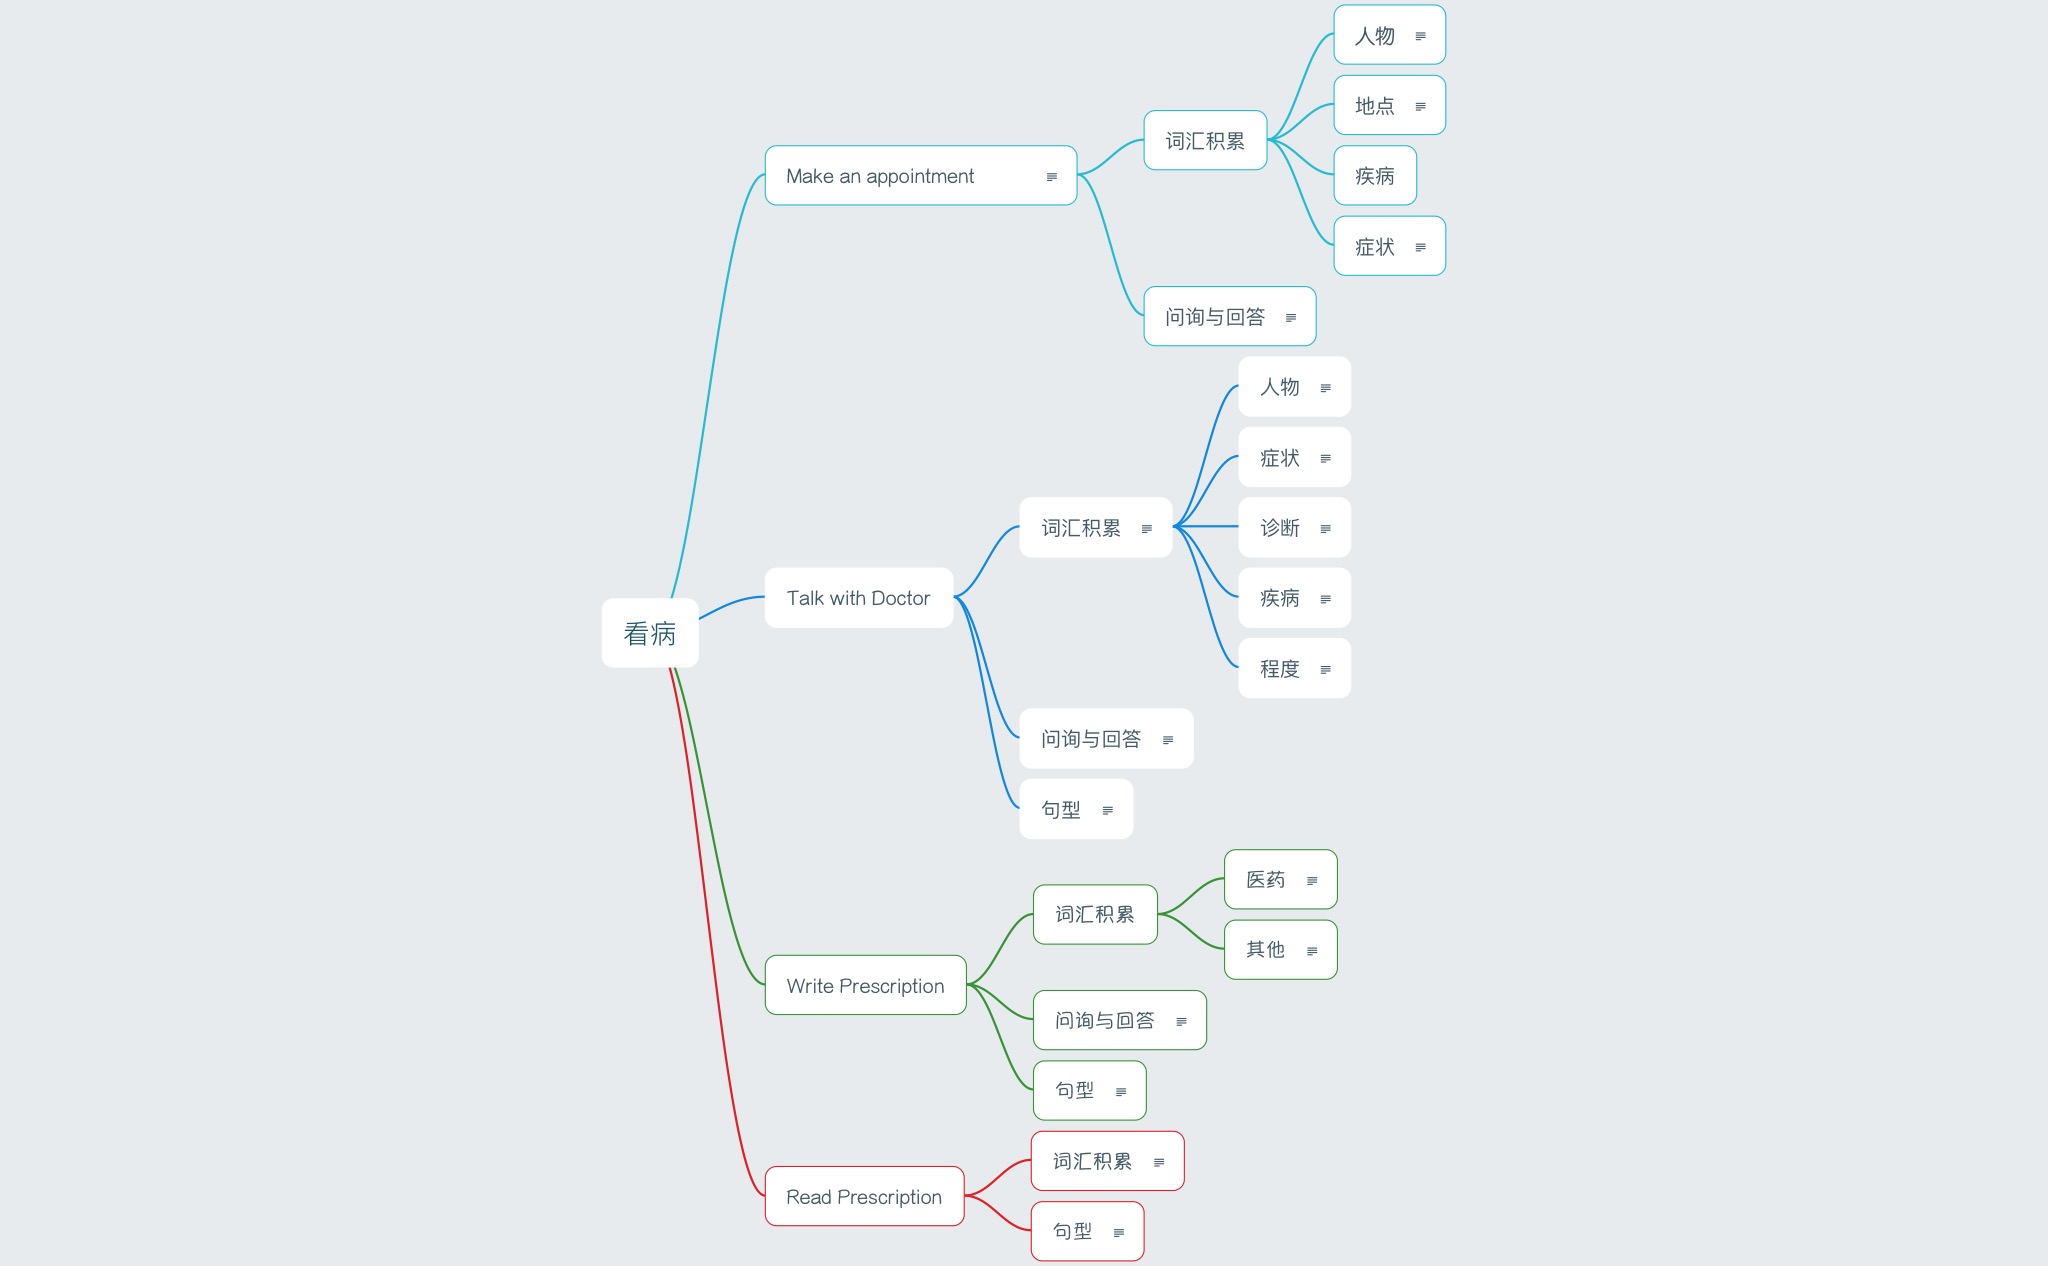 看病
Make an appointment
词汇积累
人物
地点
疾病
症状
问询与回答
Talk with Doctor
词汇积累
人物
症状
诊断
疾病
程度
问询与回答
句型
Write Prescription
词汇积累
医药
其他
问询与回答
句型
Read Prescription
词汇积累
句型